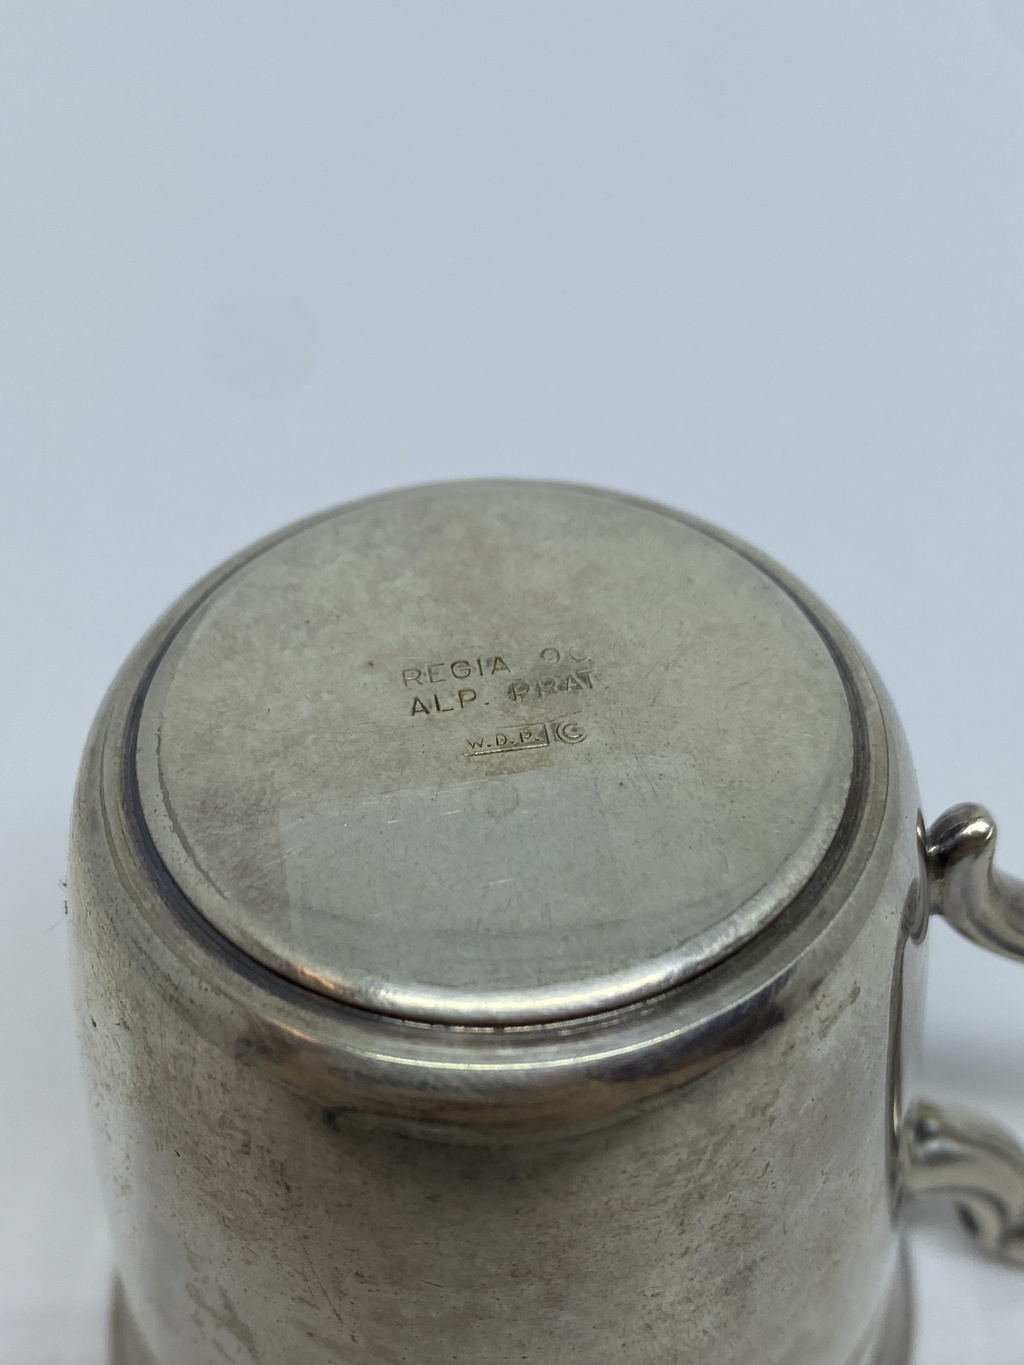 REGIA 90
ALP. PRAT
W.D.P. ©